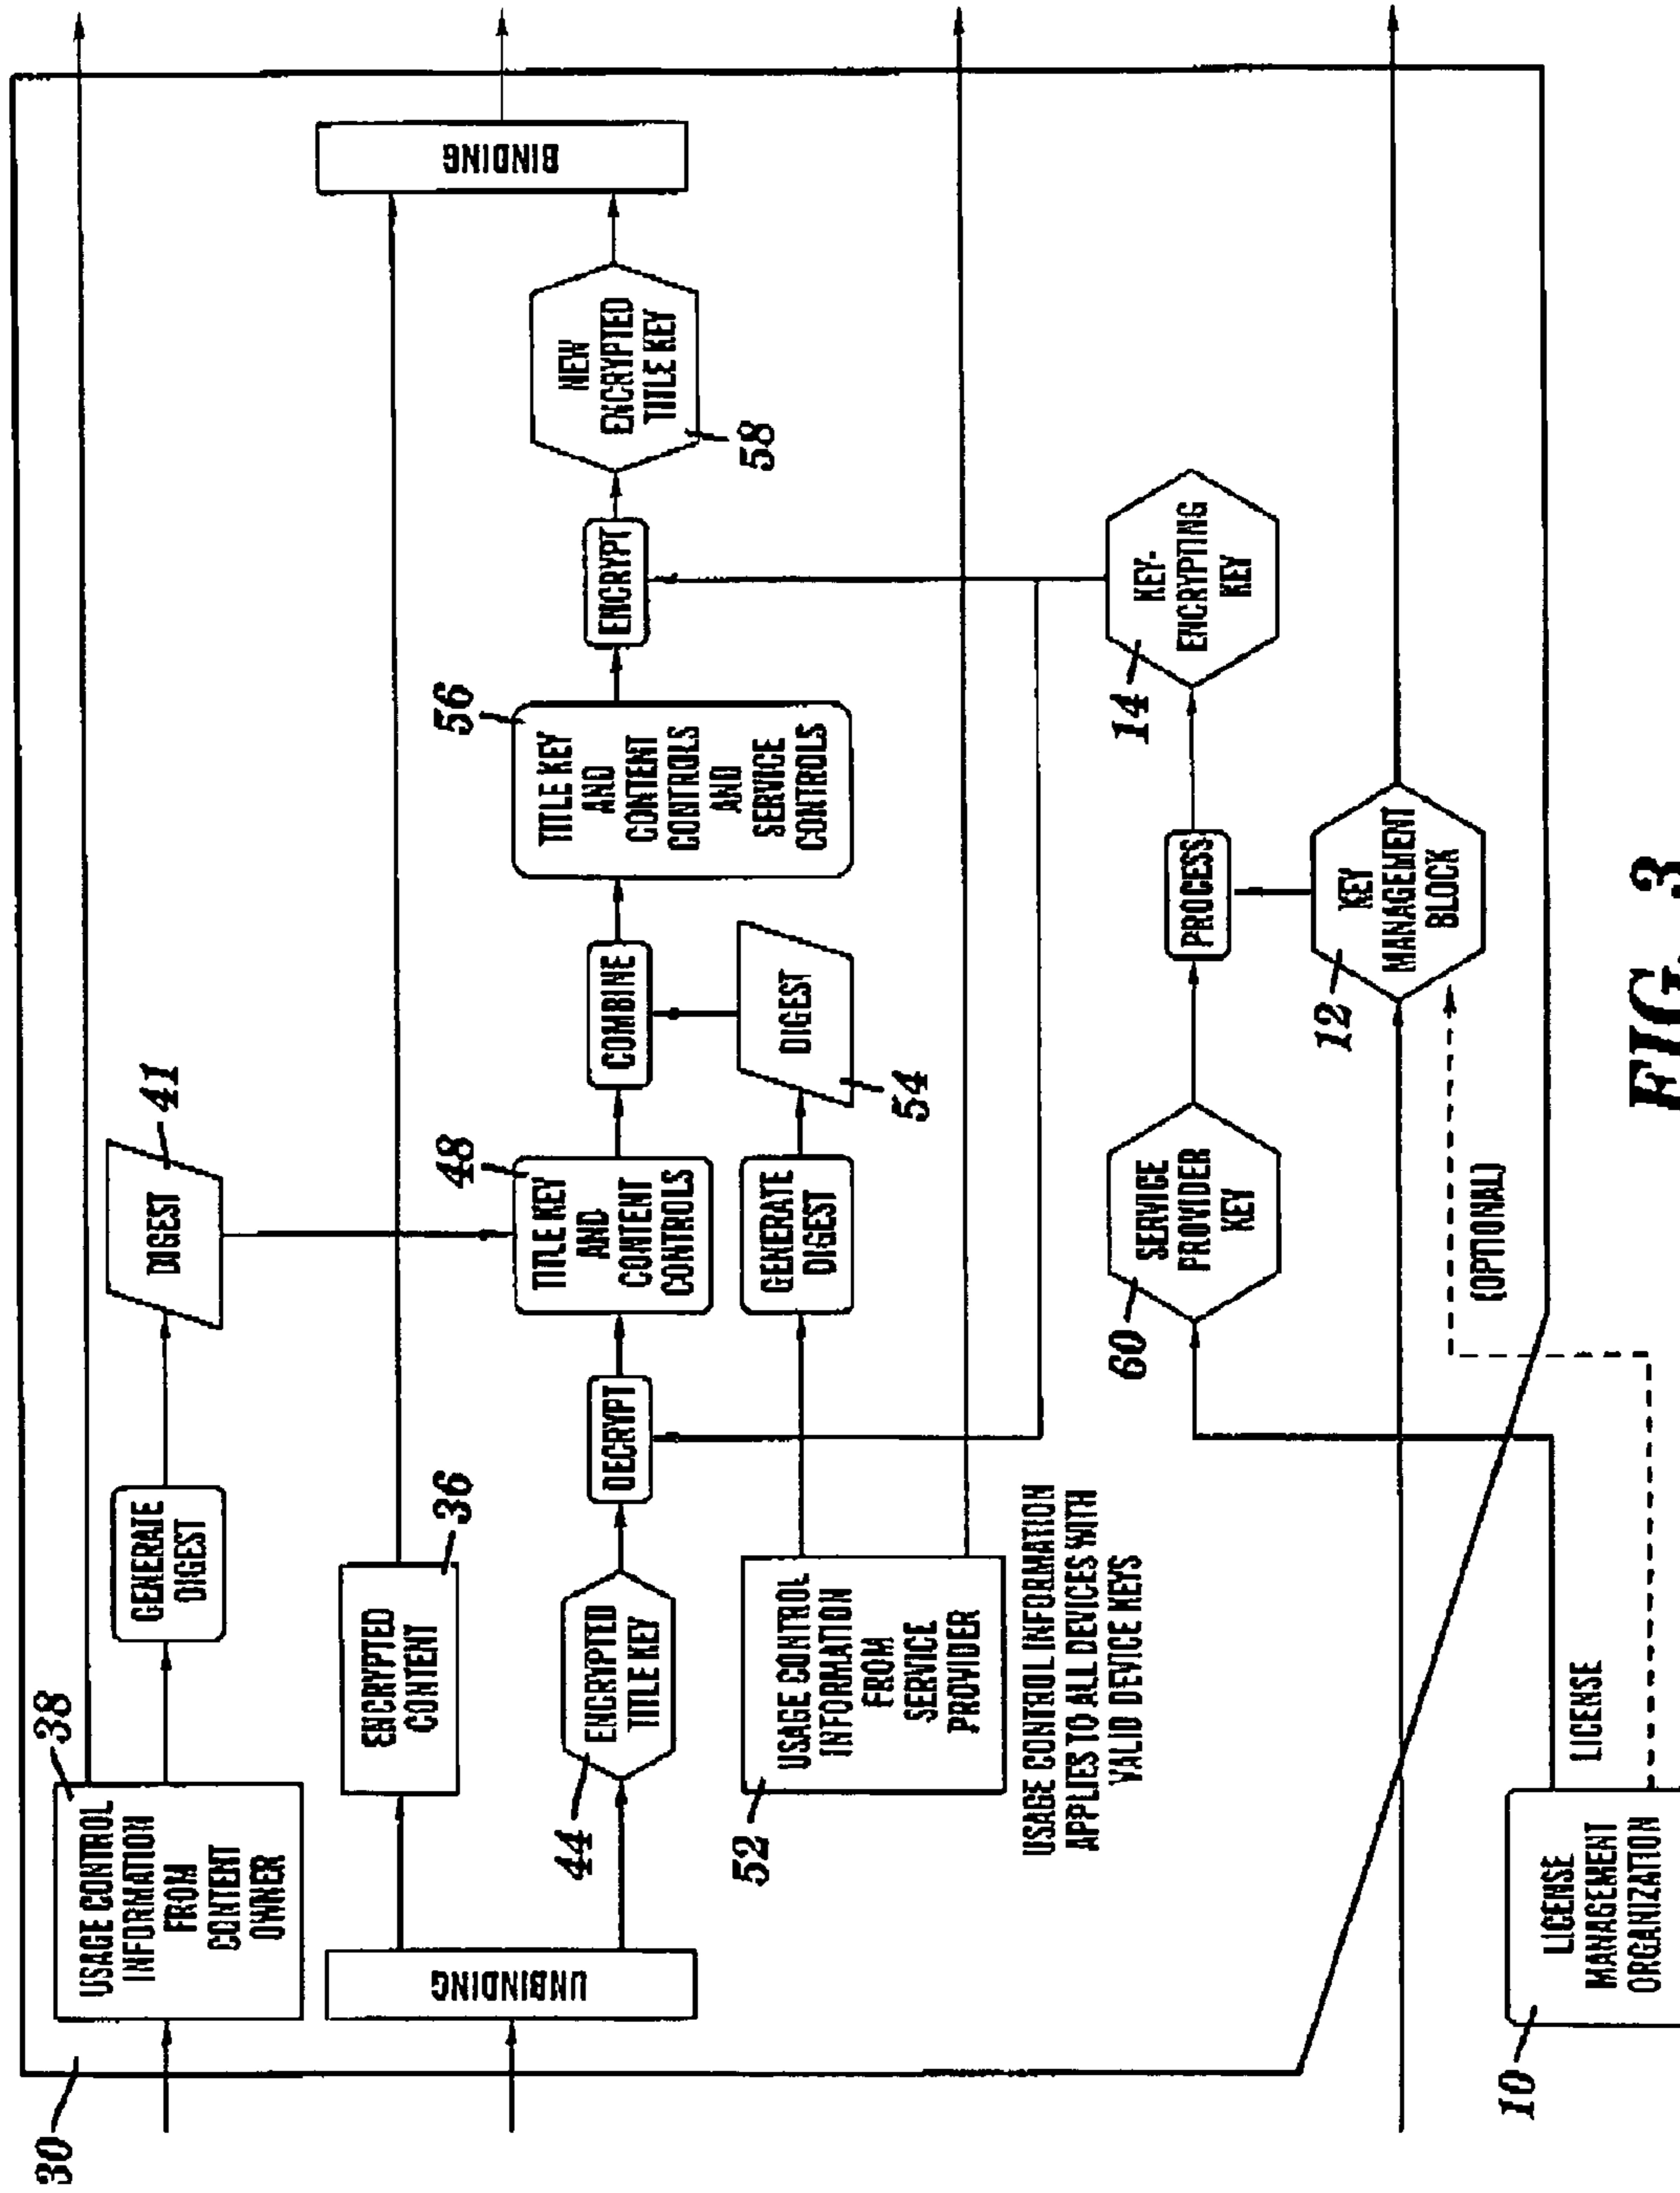 30
38
USAGE CONTROL
INFORMATION
FROM
CONTENT
OWNER
GENERATE
DIGEST
DIGEST
41
UNBINDING
ENCRYPTED
CONTENT
36
44
ENCRYPTED
TITLE KEY
DECRYPT
48
TITLE KEY
AND
CONTENT
CONTROLS
COMBINE
56
TITLE KEY
AND
CONTENT
CONTROLS
AND
SERVICE
CONTROLS
ENCRYPT
NEW
ENCRYPTED
TITLE KEY
58
BINDING
52
USAGE CONTROL
INFORMATION
FROM
SERVICE
PROVIDER
GENERATE
DIGEST
DIGEST
54
USAGE CONTROL INFORMATION
APPLIES TO ALL DEVICES WITH
VALID DEVICE KEYS
60
SERVICE
PROVIDER
KEY
PROCESS
14
KEY-
ENCRYPTING
KEY
12
KEY
MANAGEMENT
BLOCK
(OPTIONAL)
10
LICENSE
MANAGEMENT
ORGANIZATION
LICENSE
FIG. 3